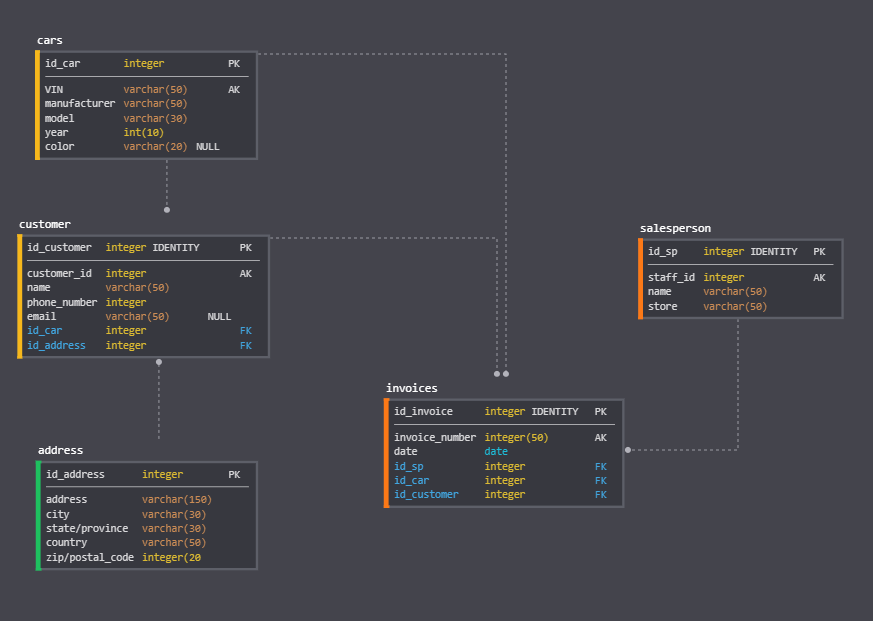 cars
id_car integer PK
VIN varchar(50) AK
manufacturer varchar(50)
model varchar(30)
year int(10)
color varchar(20) NULL
customer
id_customer integer IDENTITY PK
customer_id integer AK
name varchar(50)
phone_number integer
email varchar(50) NULL
id_car integer FK
id_address integer FK
salesperson
id_sp integer IDENTITY PK
staff_id integer AK
name varchar(50)
store varchar(50)
invoices
id_invoice integer IDENTITY PK
invoice_number integer(50) AK
date date
id_sp integer FK
id_car integer FK
id_customer integer FK
address
id_address integer PK
address varchar(150)
city varchar(30)
state/province varchar(30)
country varchar(50)
zip/postal_code integer(20